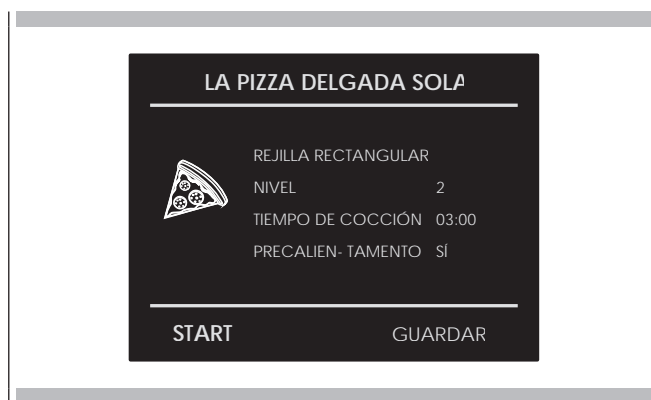 LA PIZZA DELGADA SOLA
REJILLA RECTANGULAR
NIVEL 2
TIEMPO DE COCCIÓN 03:00
PRECALIEN- TAMENTO SÍ
START GUARDAR